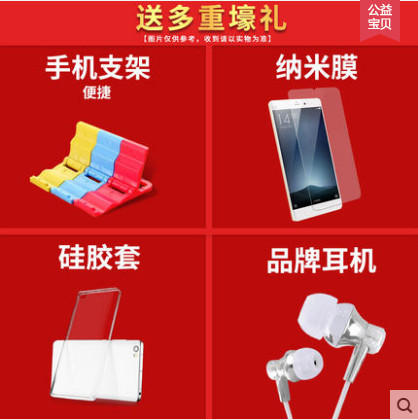 送多重壕礼
【图片仅供参考，收到请以实物为准】
公益
宝贝
手机支架
便捷
纳米膜
硅胶套
品牌耳机